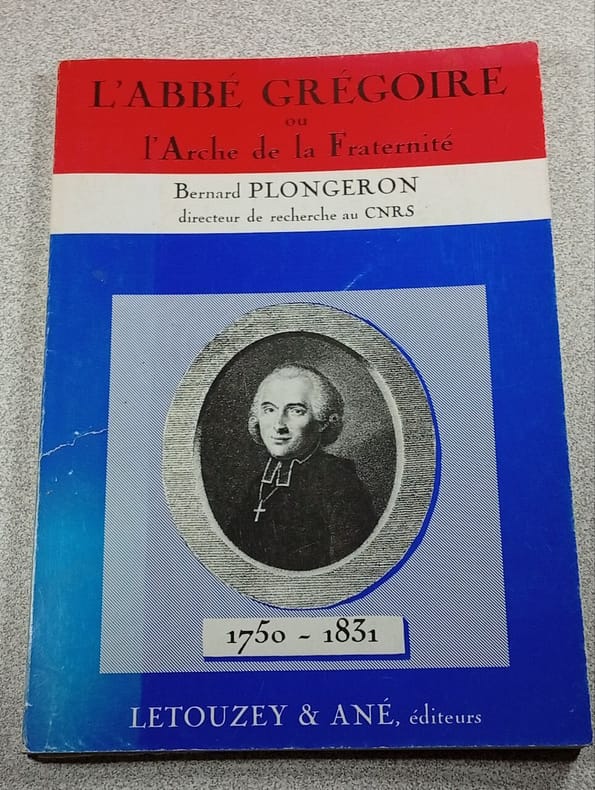 L'ABBÉ GRÉGOIRE
ou
l'Arche de la Fraternité
Bernard PLONGERON
directeur de recherche au CNRS
1750 - 1831
LETOUZEY & ANÉ, éditeurs